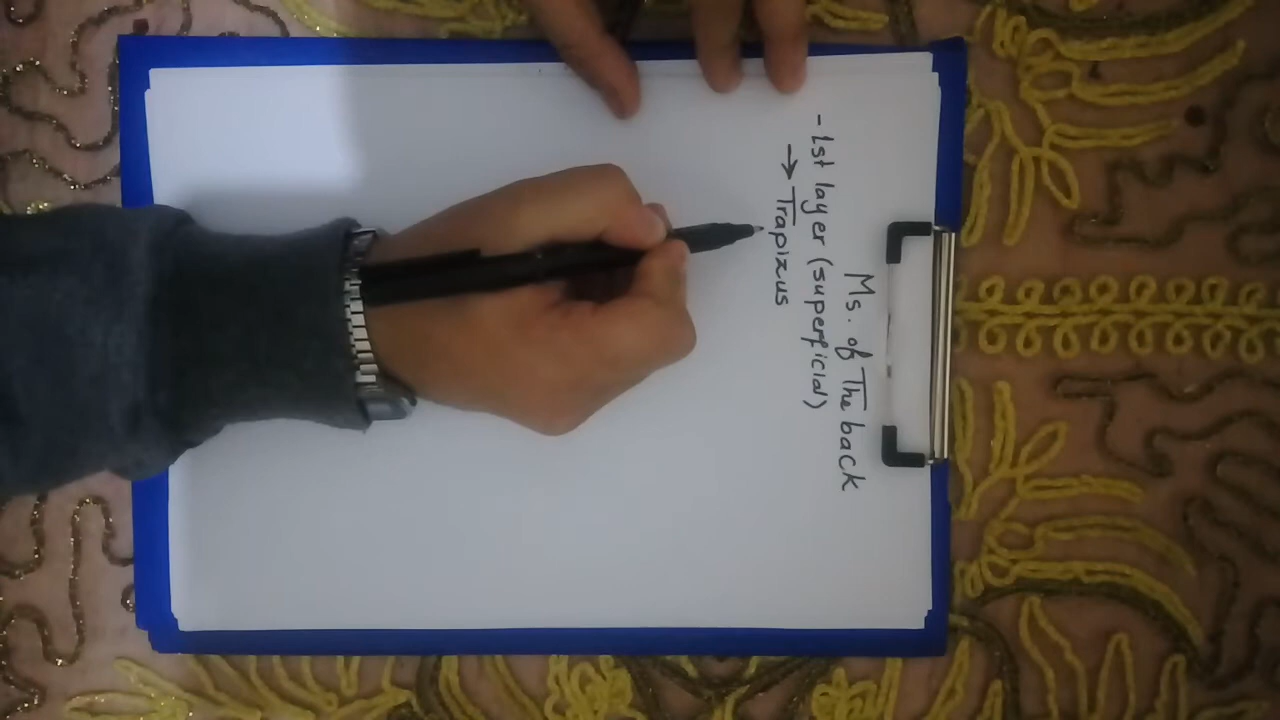 Ms. of The back
- 1st layer (superficial)
→ Trapizus